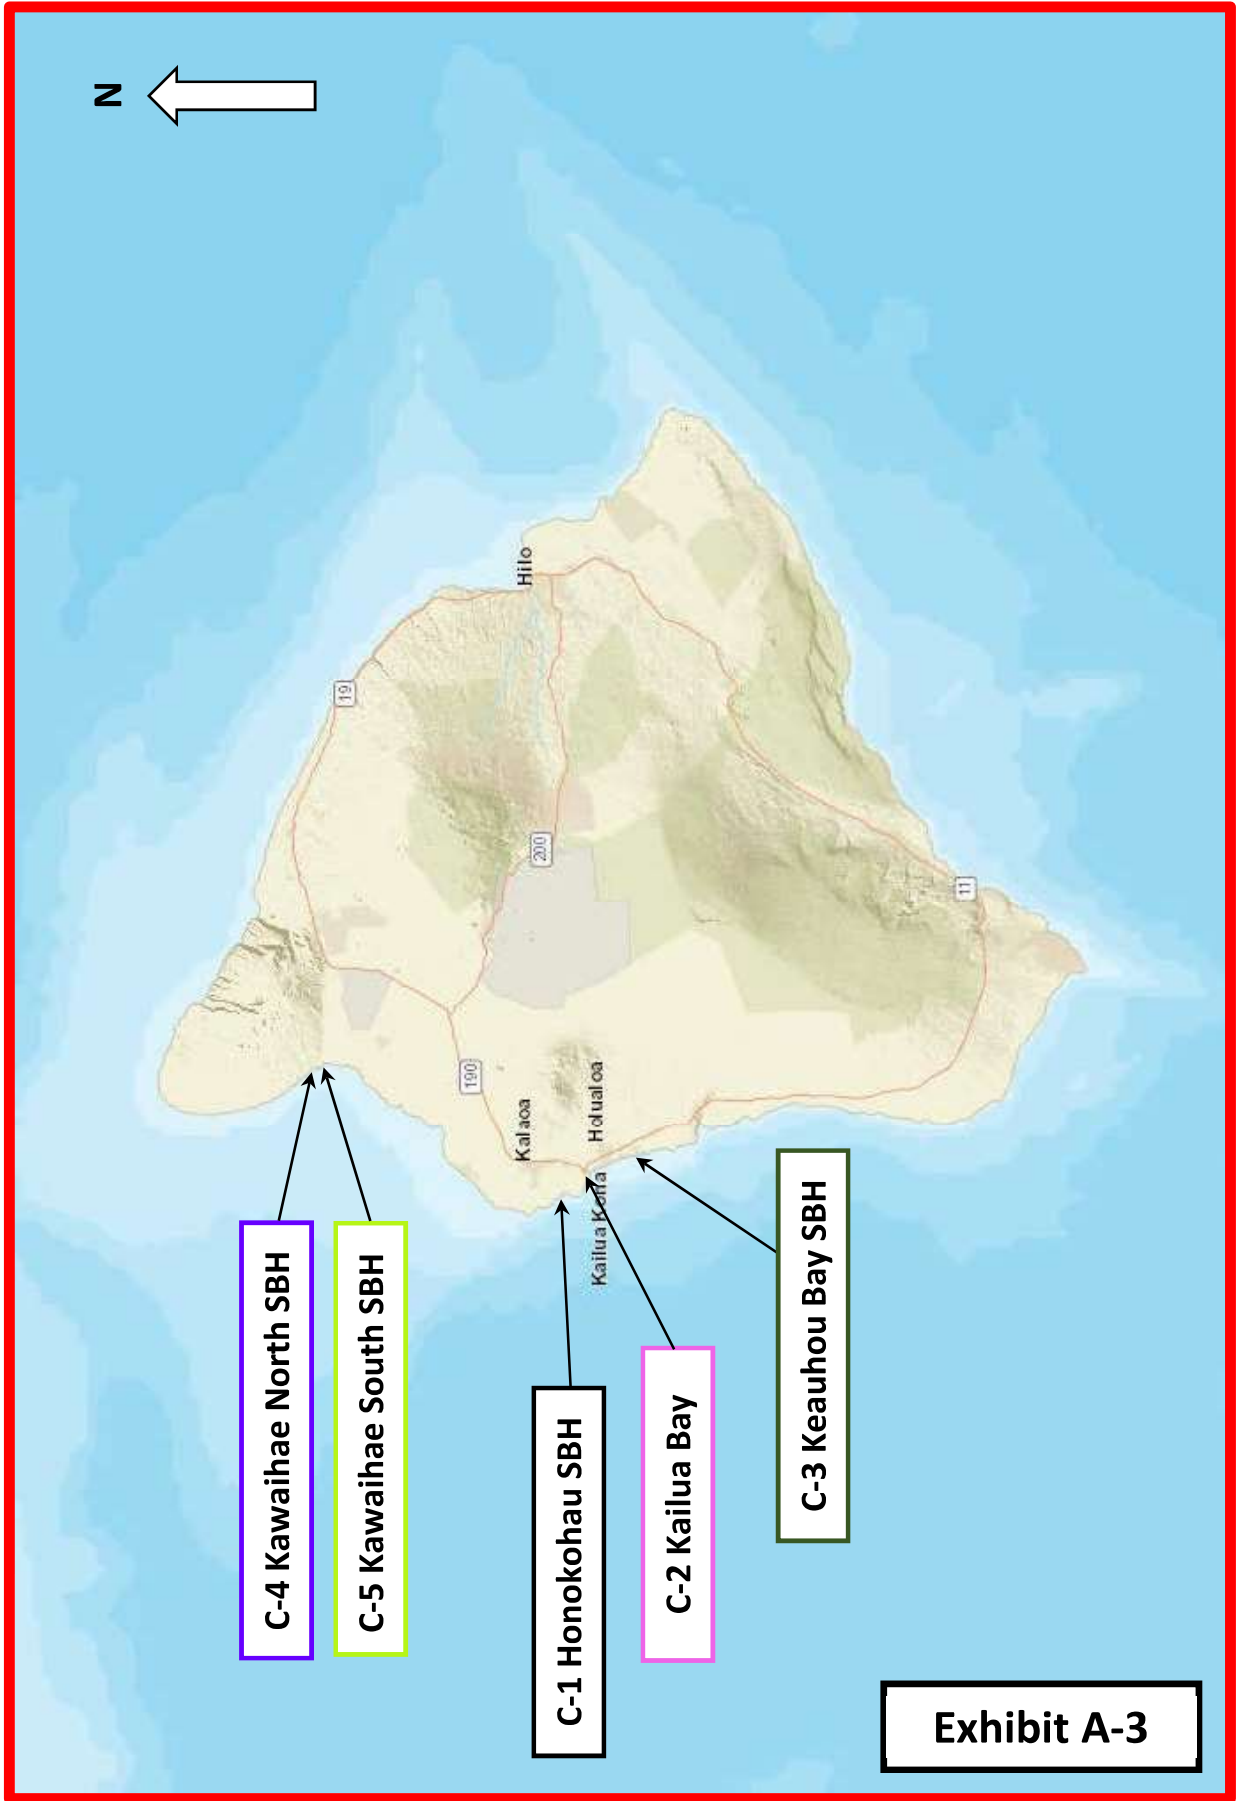 N
19
Hilo
200
11
190
Kalaoa
Holualoa
Kailua Kona
C-4 Kawaihae North SBH
C-5 Kawaihae South SBH
C-1 Honokohau SBH
C-2 Kailua Bay
C-3 Keauhou Bay SBH
Exhibit A-3